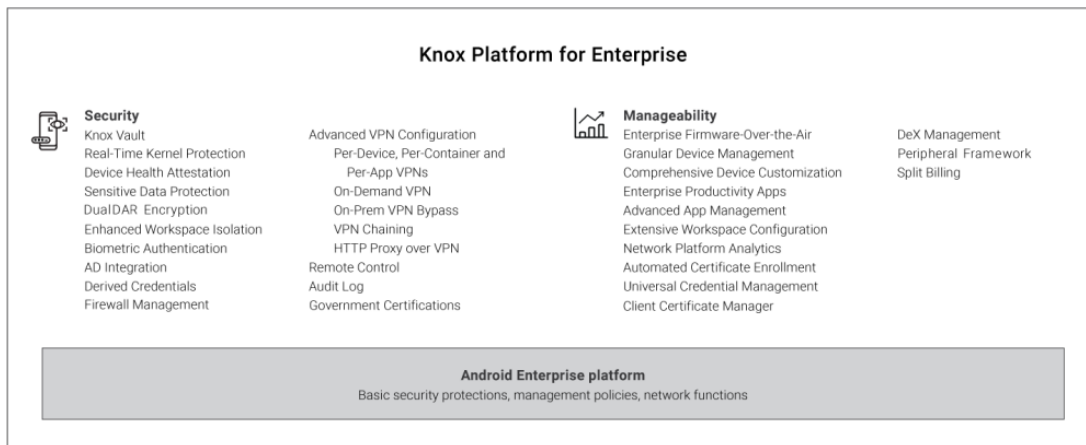 Knox Platform for Enterprise
Security
Knox Vault
Real-Time Kernel Protection
Device Health Attestation
Sensitive Data Protection
DualDAR Encryption
Enhanced Workspace Isolation
Biometric Authentication
AD Integration
Derived Credentials
Firewall Management
Advanced VPN Configuration
Per-Device, Per-Container and
Per-App VPNs
On-Demand VPN
On-Prem VPN Bypass
VPN Chaining
HTTP Proxy over VPN
Remote Control
Audit Log
Government Certifications
Manageability
Enterprise Firmware-Over-the-Air
Granular Device Management
Comprehensive Device Customization
Enterprise Productivity Apps
Advanced App Management
Extensive Workspace Configuration
Network Platform Analytics
Automated Certificate Enrollment
Universal Credential Management
Client Certificate Manager
DeX Management
Peripheral Framework
Split Billing
Android Enterprise platform
Basic security protections, management policies, network functions